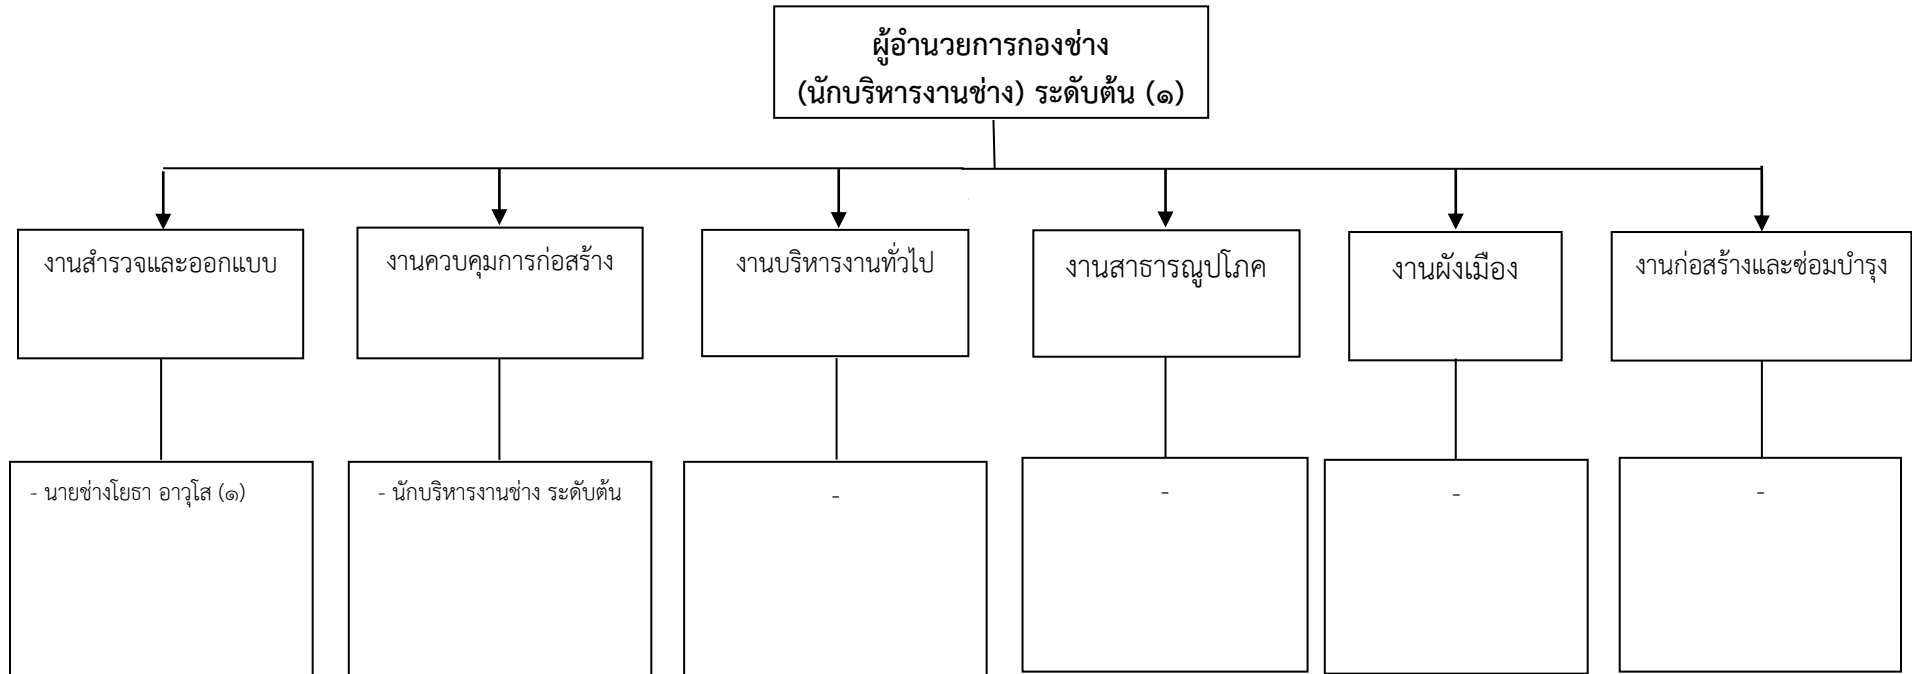 ผู้อำนวยการกองช่าง
(นักบริหารงานช่าง) ระดับต้น (๑)
งานสำรวจและออกแบบ
งานควบคุมการก่อสร้าง
งานบริหารงานทั่วไป
งานสาธารณูปโภค
งานผังเมือง
งานก่อสร้างและซ่อมบำรุง
- นายช่างโยธา อาวุโส (๑)
- นักบริหารงานช่าง ระดับต้น
-
-
-
-